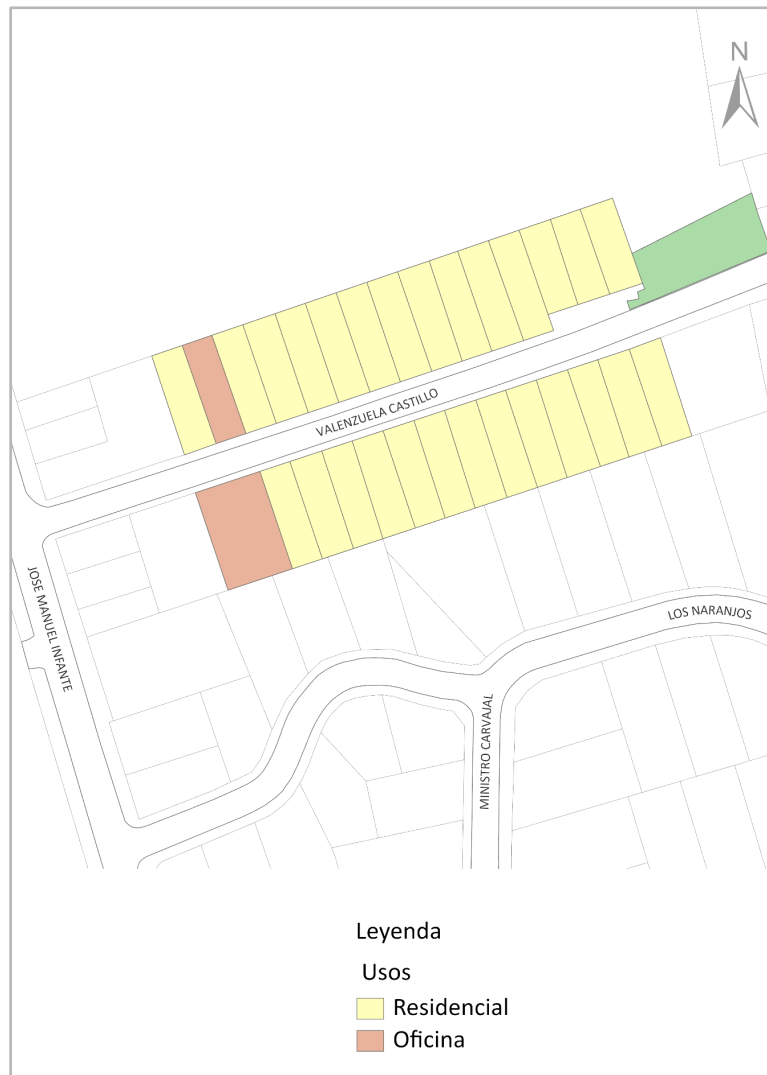 N
VALENZUELA CASTILLO
JOSE MANUEL INFANTE
LOS NARANJOS
MINISTRO CARVAJAL
Leyenda
Usos
Residencial
Oficina